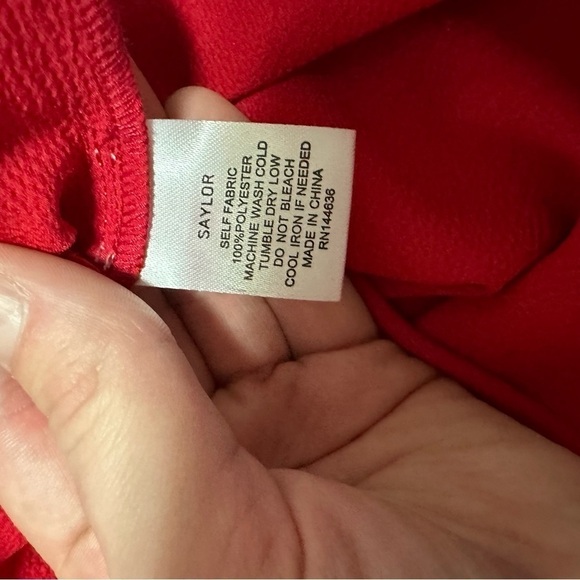 SAYLOR
SELF FABRIC
100%POLYESTER
MACHINE WASH COLD
TUMBLE DRY LOW
DO NOT BLEACH
COOL IRON IF NEEDED
MADE IN CHINA
RN144636